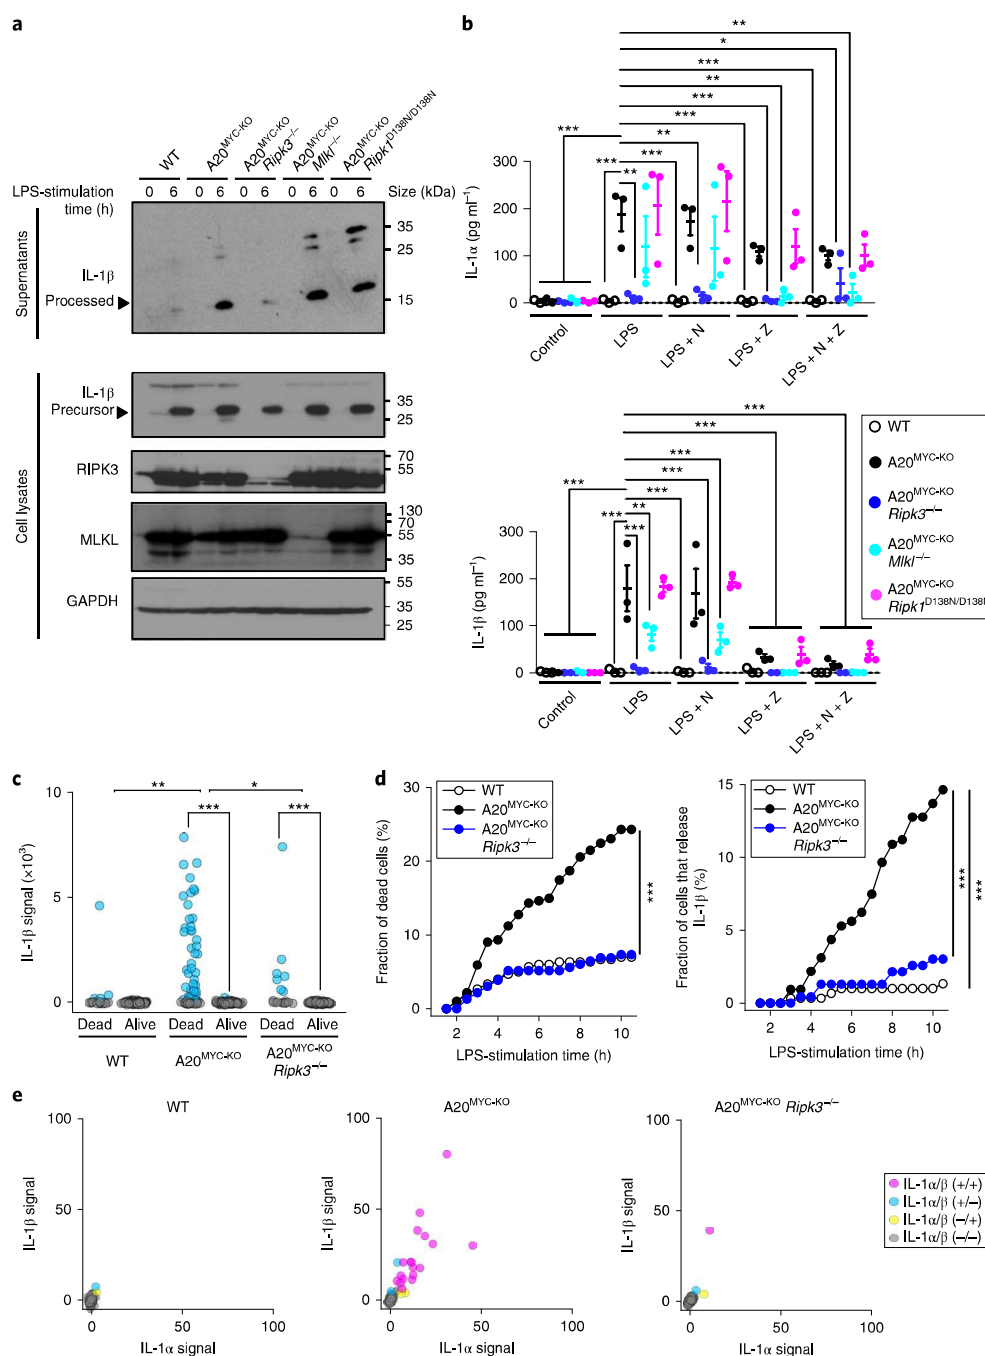 a
WT
A20MYC-KO
A20MYC-KO
Ripk3−/−
A20MYC-KO
Mlkl−/−
A20MYC-KO
Ripk1D138N/D138N
LPS-stimulation
time (h)
0 6 0 6 0 6 0 6 0 6
Size (kDa)
Supernatants
IL-1β
Processed
35
25
15
Cell lysates
IL-1β
Precursor
35
25
RIPK3
70
55
MLKL
130
70
55
35
GAPDH
55
35
25
b
**
*
***
**
***
***
***
**
***
***
**
300
200
100
0
IL-1α (pg ml−1)
Control
LPS
LPS + N
LPS + Z
LPS + N + Z
***
***
***
***
***
***
**
***
***
300
200
100
0
IL-1β (pg ml−1)
Control
LPS
LPS + N
LPS + Z
LPS + N + Z
WT
A20MYC-KO
A20MYC-KO
Ripk3−/−
A20MYC-KO
Mlkl−/−
A20MYC-KO
Ripk1D138N/D138N
c
**
*
***
***
10
5
0
IL-1β signal (×103)
Dead Alive Dead Alive Dead Alive
WT
A20MYC-KO
A20MYC-KO
Ripk3−/−
d
30
20
10
0
Fraction of dead cells (%)
WT
A20MYC-KO
A20MYC-KO
Ripk3−/−
***
2 4 6 8 10
LPS-stimulation time (h)
15
10
5
0
Fraction of cells that release
IL-1β (%)
WT
A20MYC-KO
A20MYC-KO
Ripk3−/−
***
***
2 4 6 8 10
LPS-stimulation time (h)
e
WT
100
50
0
IL-1β signal
0 50 100
IL-1α signal
A20MYC-KO
100
50
0
IL-1β signal
0 50 100
IL-1α signal
A20MYC-KO Ripk3−/−
100
50
0
IL-1β signal
0 50 100
IL-1α signal
IL-1α/β (+/+)
IL-1α/β (+/−)
IL-1α/β (−/+)
IL-1α/β (−/−)